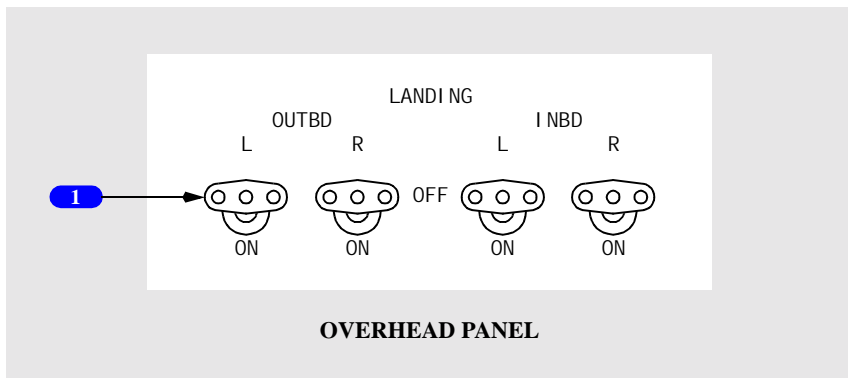 LANDING
OUTBD INBD
L R L R
1 OFF
ON ON ON ON
OVERHEAD PANEL